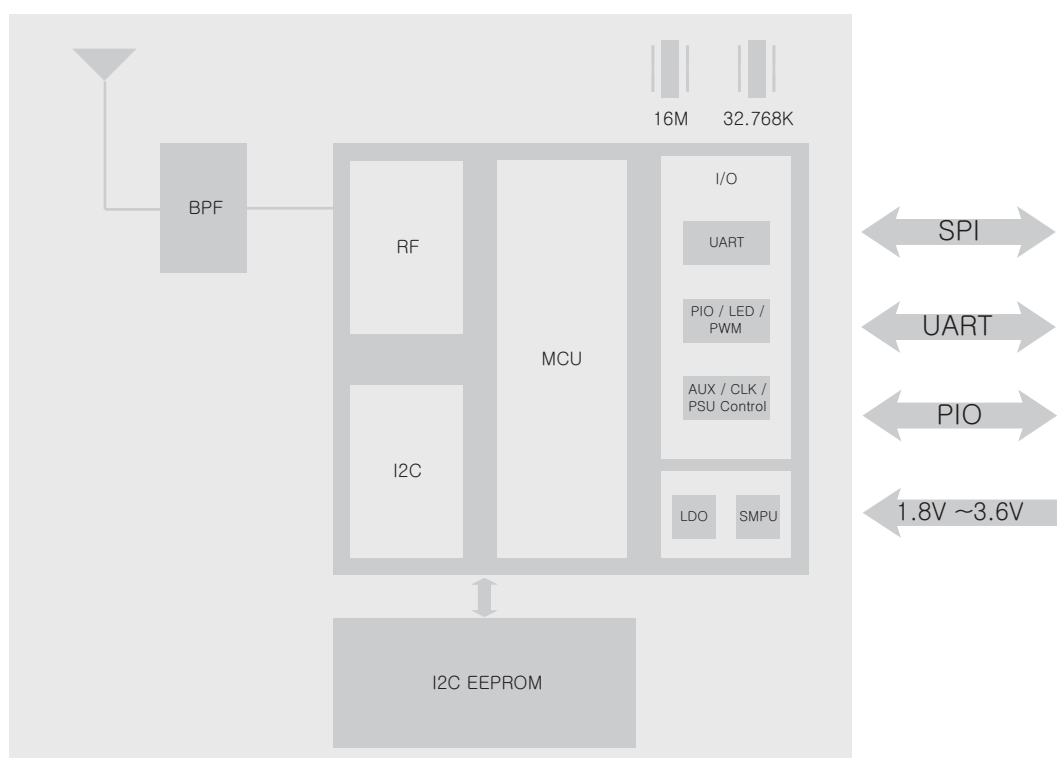 16M
32.768K
BPF
RF
MCU
I2C
I/O
UART
PIO / LED /
PWM
AUX / CLK /
PSU Control
LDO
SMPU
SPI
UART
PIO
1.8V ~3.6V
I2C EEPROM